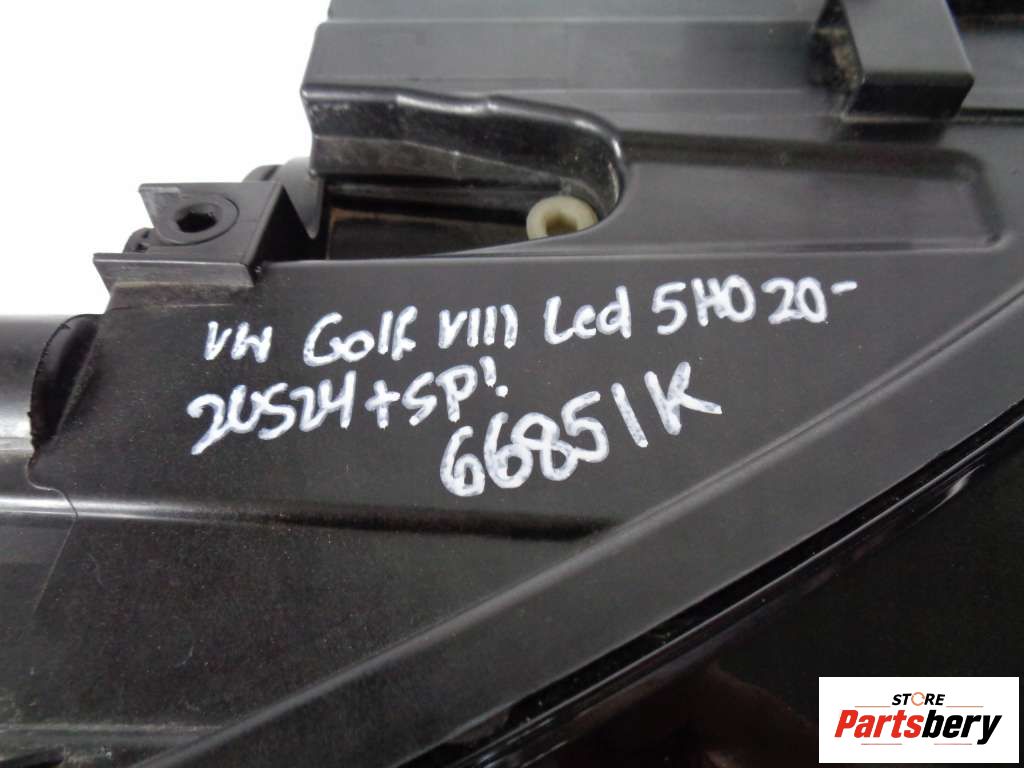 VW Golf VIII Led 5H0 20-
20524+SP!
66851K
STORE
Partsbery